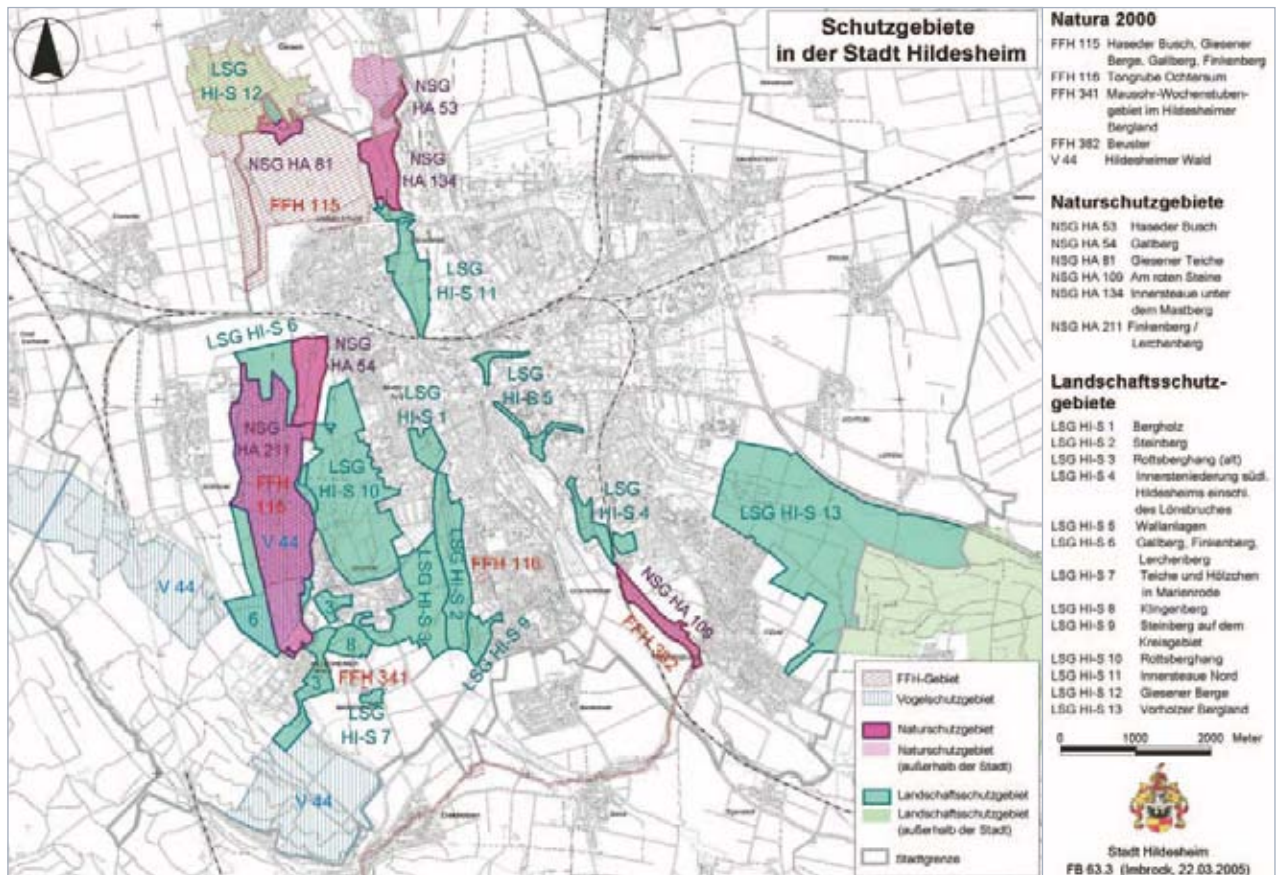 Schutzgebiete
in der Stadt Hildesheim
LSG
HI-S 12
NSG
HA 53
NSG HA 81
NSG
HA 134
FFH 115
LSG
HI-S 11
LSG HI-S 6
NSG
HA 54
LSG
HI-S 1
LSG
HI-S 5
NSG
HA 211
FFH
115
V 44
LSG
HI-S 10
LSG
HI-S 4
LSG HI-S 13
V 44
6
3
8
3
LSG HI-S 3
LSG HI-S 2
FFH 116
LSG HI-S 9
NSG HA 109
FFH 382
FFH 341
LSG
HI-S 7
V 44
FFH-Gebiet
Vogelschutzgebiet
Naturschutzgebiet
Naturschutzgebiet
(außerhalb der Stadt)
Landschaftsschutzgebiet
Landschaftsschutzgebiet
(außerhalb der Stadt)
Stadtgrenze
Natura 2000
FFH 115 Haseder Busch, Giesener
Berge, Gallberg, Finkenberg
FFH 116 Tongrube Ochtersum
FFH 341 Mausohr-Wochenstuben-
gebiet im Hildesheimer
Bergland
FFH 382 Beuster
V 44 Hildesheimer Wald
Naturschutzgebiete
NSG HA 53 Haseder Busch
NSG HA 54 Gallberg
NSG HA 81 Giesener Teiche
NSG HA 109 Am roten Steine
NSG HA 134 Innersteaue unter
dem Mastberg
NSG HA 211 Finkenberg /
Lerchenberg
Landschaftsschutz-
gebiete
LSG HI-S 1 Bergholz
LSG HI-S 2 Steinberg
LSG HI-S 3 Rottsberghang (alt)
LSG HI-S 4 Innersteniederung südl.
Hildesheims einschl.
des Lönsbruches
LSG HI-S 5 Wallanlagen
LSG HI-S 6 Gallberg, Finkenberg,
Lerchenberg
LSG HI-S 7 Teiche und Hölzchen
in Marienrode
LSG HI-S 8 Klingenberg
LSG HI-S 9 Steinberg auf dem
Kreisgebiet
LSG HI-S 10 Rottsberghang
LSG HI-S 11 Innersteaue Nord
LSG HI-S 12 Giesener Berge
LSG HI-S 13 Vorholzer Bergland
0 1000 2000 Meter
Stadt Hildesheim
FB 63.3 (Imbrock, 22.03.2005)